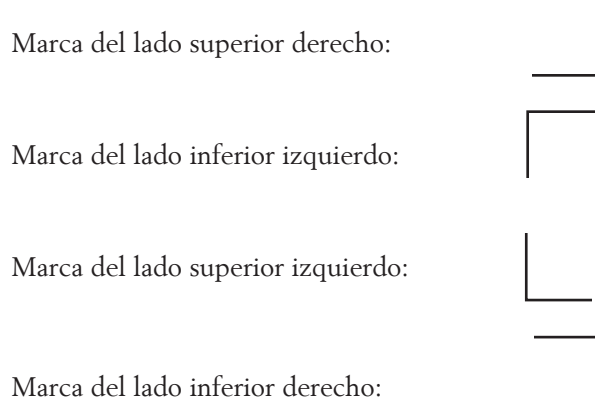 Marca del lado superior derecho:
Marca del lado inferior izquierdo:
Marca del lado superior izquierdo:
Marca del lado inferior derecho: